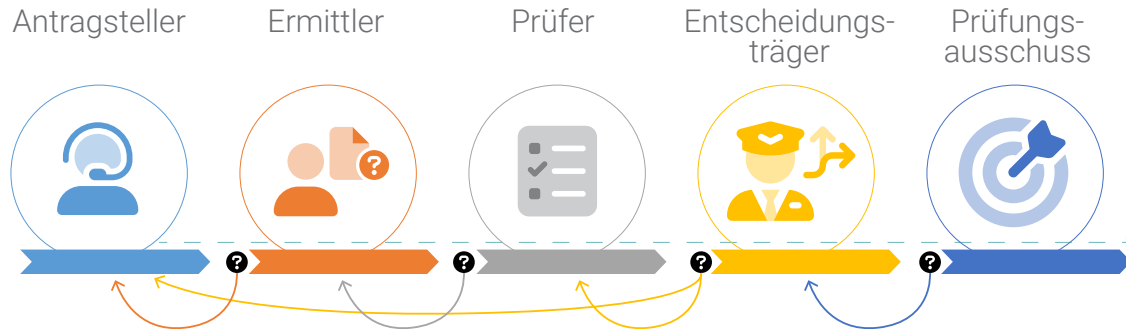 Antragsteller
Ermittler
Prüfer
Entscheidungs-
träger
Prüfungs-
ausschuss
?
?
?
?
?